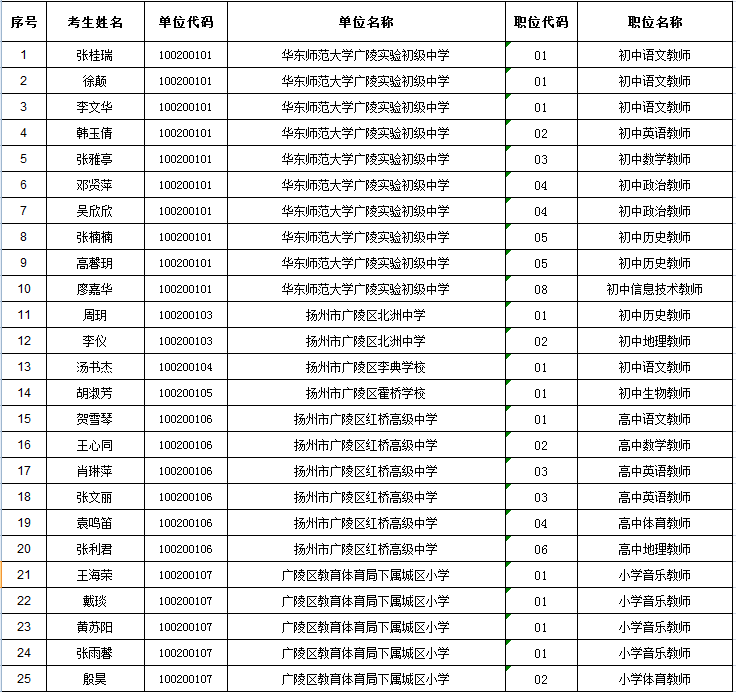 序号 考生姓名 单位代码 单位名称 职位代码 职位名称
1 张桂瑞 100200101 华东师范大学广陵实验初级中学 01 初中语文教师
2 徐颠 100200101 华东师范大学广陵实验初级中学 01 初中语文教师
3 李文华 100200101 华东师范大学广陵实验初级中学 01 初中语文教师
4 韩玉倩 100200101 华东师范大学广陵实验初级中学 02 初中英语教师
5 张雅亭 100200101 华东师范大学广陵实验初级中学 03 初中数学教师
6 邓贤萍 100200101 华东师范大学广陵实验初级中学 04 初中政治教师
7 吴欣欣 100200101 华东师范大学广陵实验初级中学 04 初中政治教师
8 张楠楠 100200101 华东师范大学广陵实验初级中学 05 初中历史教师
9 高馨玥 100200101 华东师范大学广陵实验初级中学 05 初中历史教师
10 廖嘉华 100200101 华东师范大学广陵实验初级中学 08 初中信息技术教师
11 周玥 100200103 扬州市广陵区北洲中学 01 初中历史教师
12 李仪 100200103 扬州市广陵区北洲中学 02 初中地理教师
13 汤书杰 100200104 扬州市广陵区李典学校 01 初中语文教师
14 胡淑芳 100200105 扬州市广陵区霍桥学校 01 初中生物教师
15 贺雪琴 100200106 扬州市广陵区红桥高级中学 01 高中语文教师
16 王心同 100200106 扬州市广陵区红桥高级中学 02 高中数学教师
17 肖琳萍 100200106 扬州市广陵区红桥高级中学 03 高中英语教师
18 张文丽 100200106 扬州市广陵区红桥高级中学 03 高中英语教师
19 袁鸣笛 100200106 扬州市广陵区红桥高级中学 04 高中体育教师
20 张利君 100200106 扬州市广陵区红桥高级中学 06 高中地理教师
21 王海荣 100200107 广陵区教育体育局下属城区小学 01 小学音乐教师
22 戴琰 100200107 广陵区教育体育局下属城区小学 01 小学音乐教师
23 黄苏阳 100200107 广陵区教育体育局下属城区小学 01 小学音乐教师
24 张雨馨 100200107 广陵区教育体育局下属城区小学 01 小学音乐教师
25 殷昊 100200107 广陵区教育体育局下属城区小学 02 小学体育教师